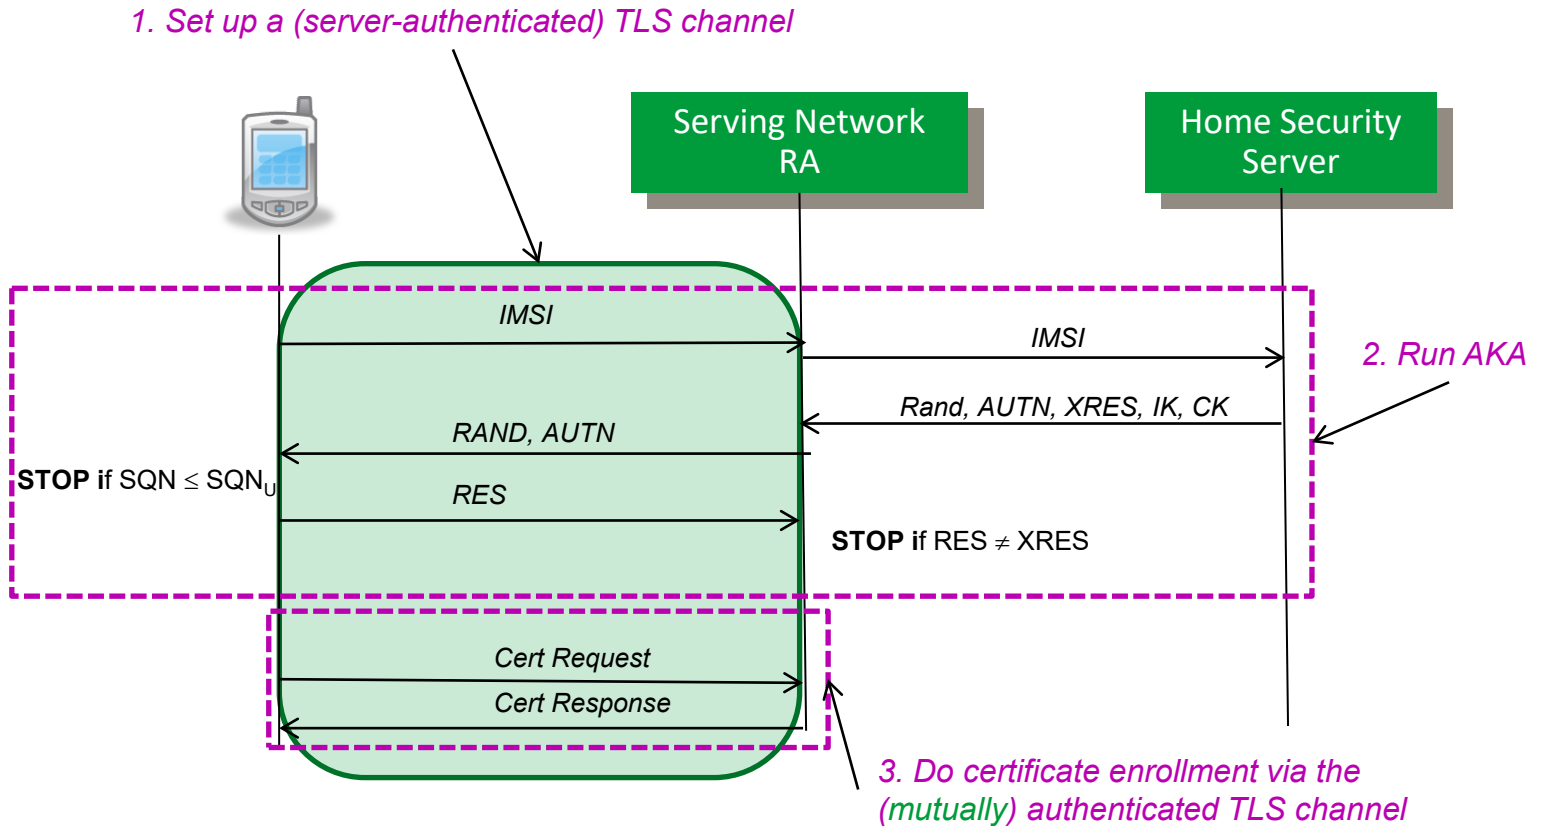 1. Set up a (server-authenticated) TLS channel
Serving Network
RA
Home Security
Server
IMSI
IMSI
2. Run AKA
Rand, AUTN, XRES, IK, CK
RAND, AUTN
STOP if SQN ≤ SQNU
RES
STOP if RES ≠ XRES
Cert Request
Cert Response
3. Do certificate enrollment via the
(mutually) authenticated TLS channel